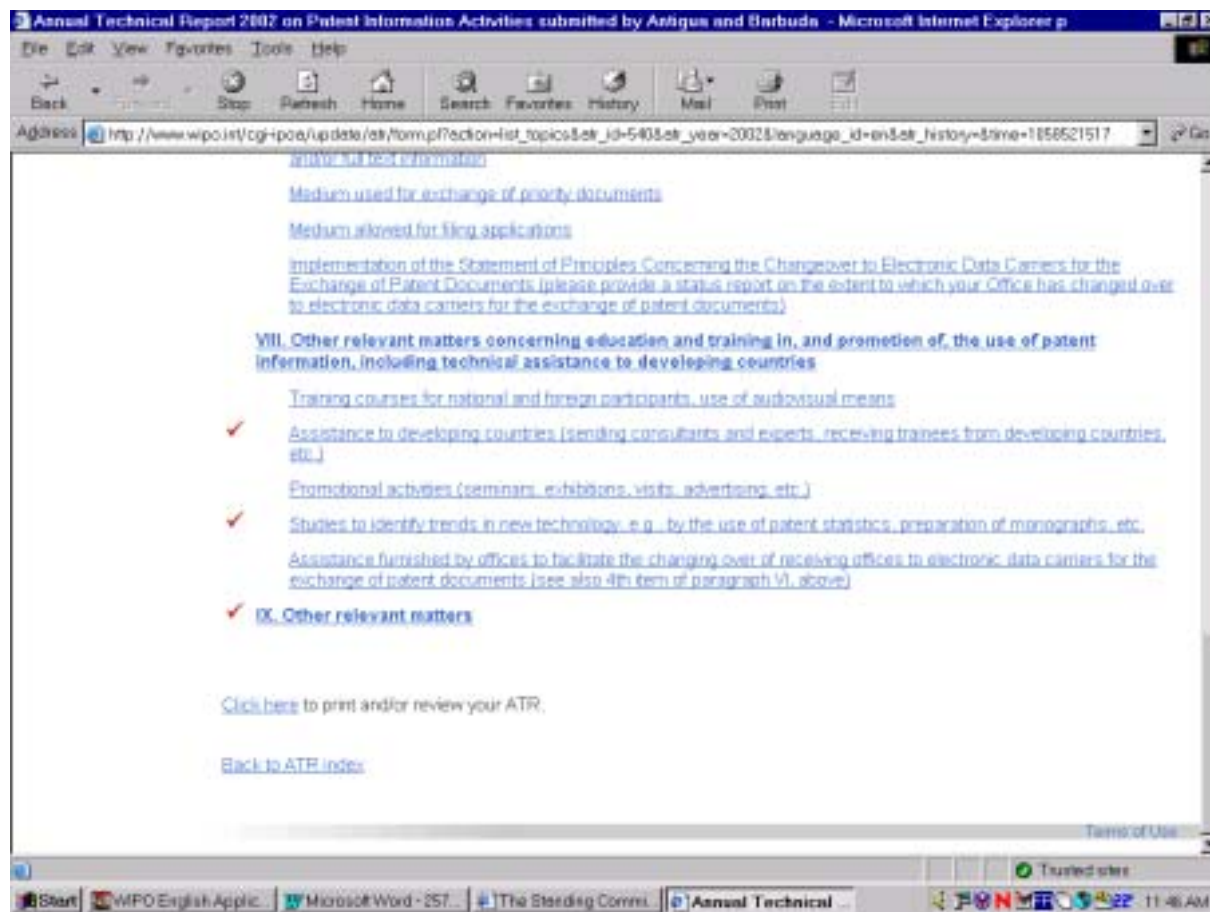 Annual Technical Report 2002 on Patent Information Activities submitted by Antigua and Barbuda - Microsoft Internet Explorer p
File Edit View Favorites Tools Help
Back Forward Stop Refresh Home Search Favorites History Mail Print Edit
Address http://www.wipo.int/cgi-ipoa/update/atr/form.pl?action=list_topics&atr_id=540&atr_year=2002&language_id=en&atr_history=&time=1058521517 Go
and/or full text information
Medium used for exchange of priority documents
Medium allowed for filing applications
Implementation of the Statement of Principles Concerning the Changeover to Electronic Data Carriers for the
Exchange of Patent Documents (please provide a status report on the extent to which your Office has changed over
to electronic data carriers for the exchange of patent documents)
VIII. Other relevant matters concerning education and training in, and promotion of, the use of patent
information, including technical assistance to developing countries
Training courses for national and foreign participants, use of audiovisual means
Assistance to developing countries (sending consultants and experts, receiving trainees from developing countries,
etc.)
Promotional activities (seminars, exhibitions, visits, advertising, etc.)
Studies to identify trends in new technology, e.g., by the use of patent statistics, preparation of monographs, etc.
Assistance furnished by offices to facilitate the changing over of receiving offices to electronic data carriers for the
exchange of patent documents (see also 4th item of paragraph VI, above)
IX. Other relevant matters
Click here to print and/or review your ATR.
Back to ATR index
Terms of Use
Trusted sites
Start WIPO English Applic... Microsoft Word - 257... The Standing Commi... Annual Technical ... 11:46 AM